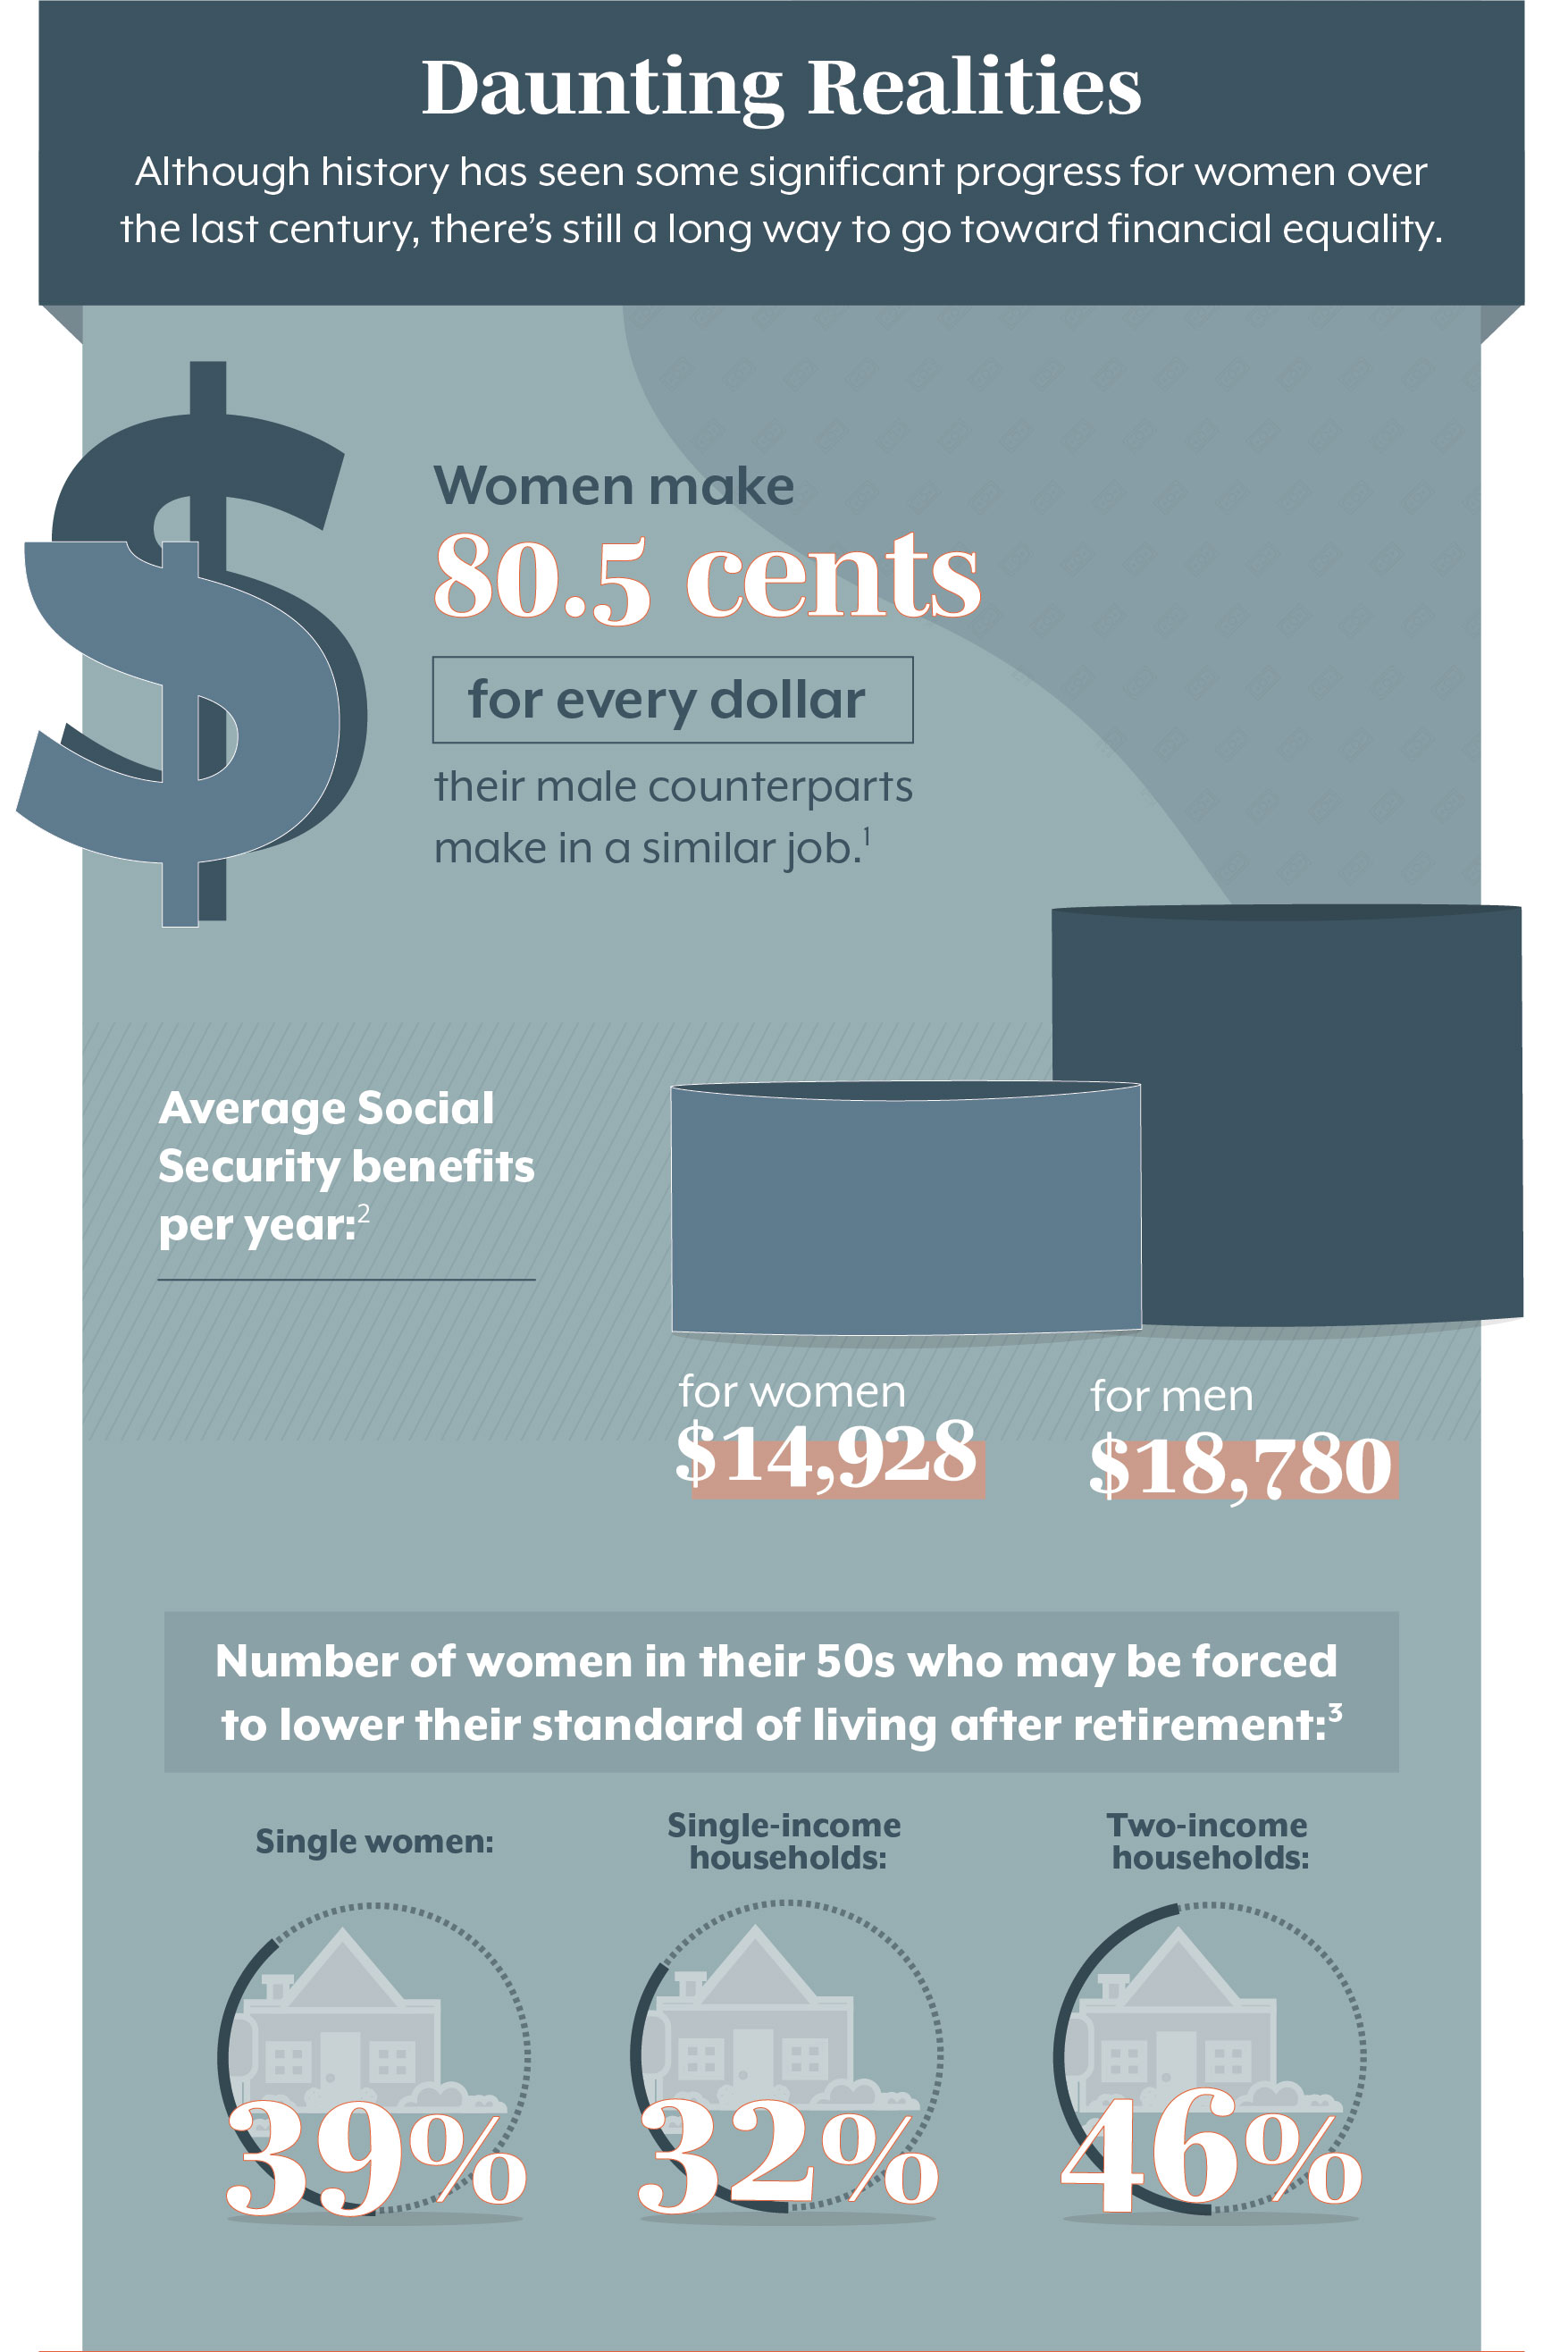 Daunting Realities
Although history has seen some significant progress for women over
the last century, there's still a long way to go toward financial equality.
Women make
80.5 cents
for every dollar
their male counterparts
make in a similar job.¹
Average Social
Security benefits
per year:²
for women
$14,928
for men
$18,780
Number of women in their 50s who may be forced
to lower their standard of living after retirement:³
Single women:
39%
Single-income
households:
32%
Two-income
households:
46%